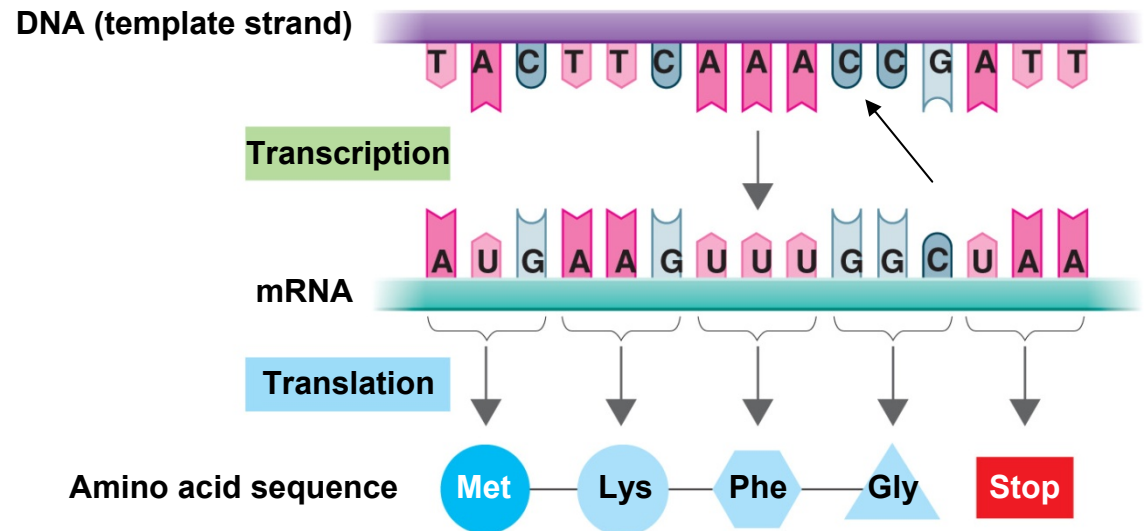 DNA (template strand)
T A C T T C A A A C C G A T T
Transcription
A U G A A G U U U G G C U A A
mRNA
Translation
Amino acid sequence Met Lys Phe Gly Stop